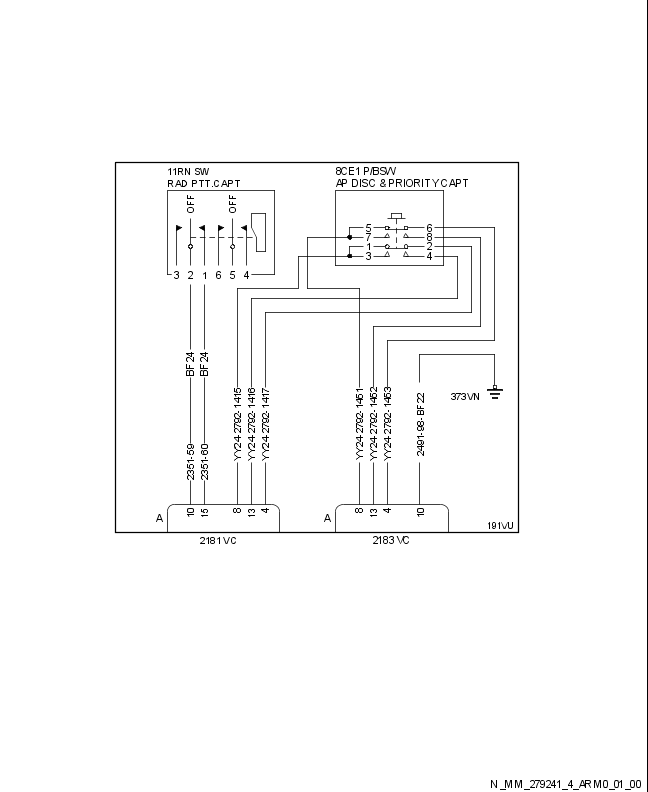 11RN SW
RAD PTT.CAPT
8CE1 P/BSW
AP DISC & PRIORITY CAPT
OFF
OFF
5
6
7
8
1
2
3
4
3 2 1 6 5 4
BF24
BF24
2351-59
2351-60
YY24-2792-1415
YY24-2792-1416
YY24-2792-1417
YY24-2792-1451
YY24-2792-1452
YY24-2792-1453
2491-98-BF22
373VN
A
10
15
8
13
4
A
8
13
4
10
191VU
2181VC
2183VC
N_MM_279241_4_ARM0_01_00